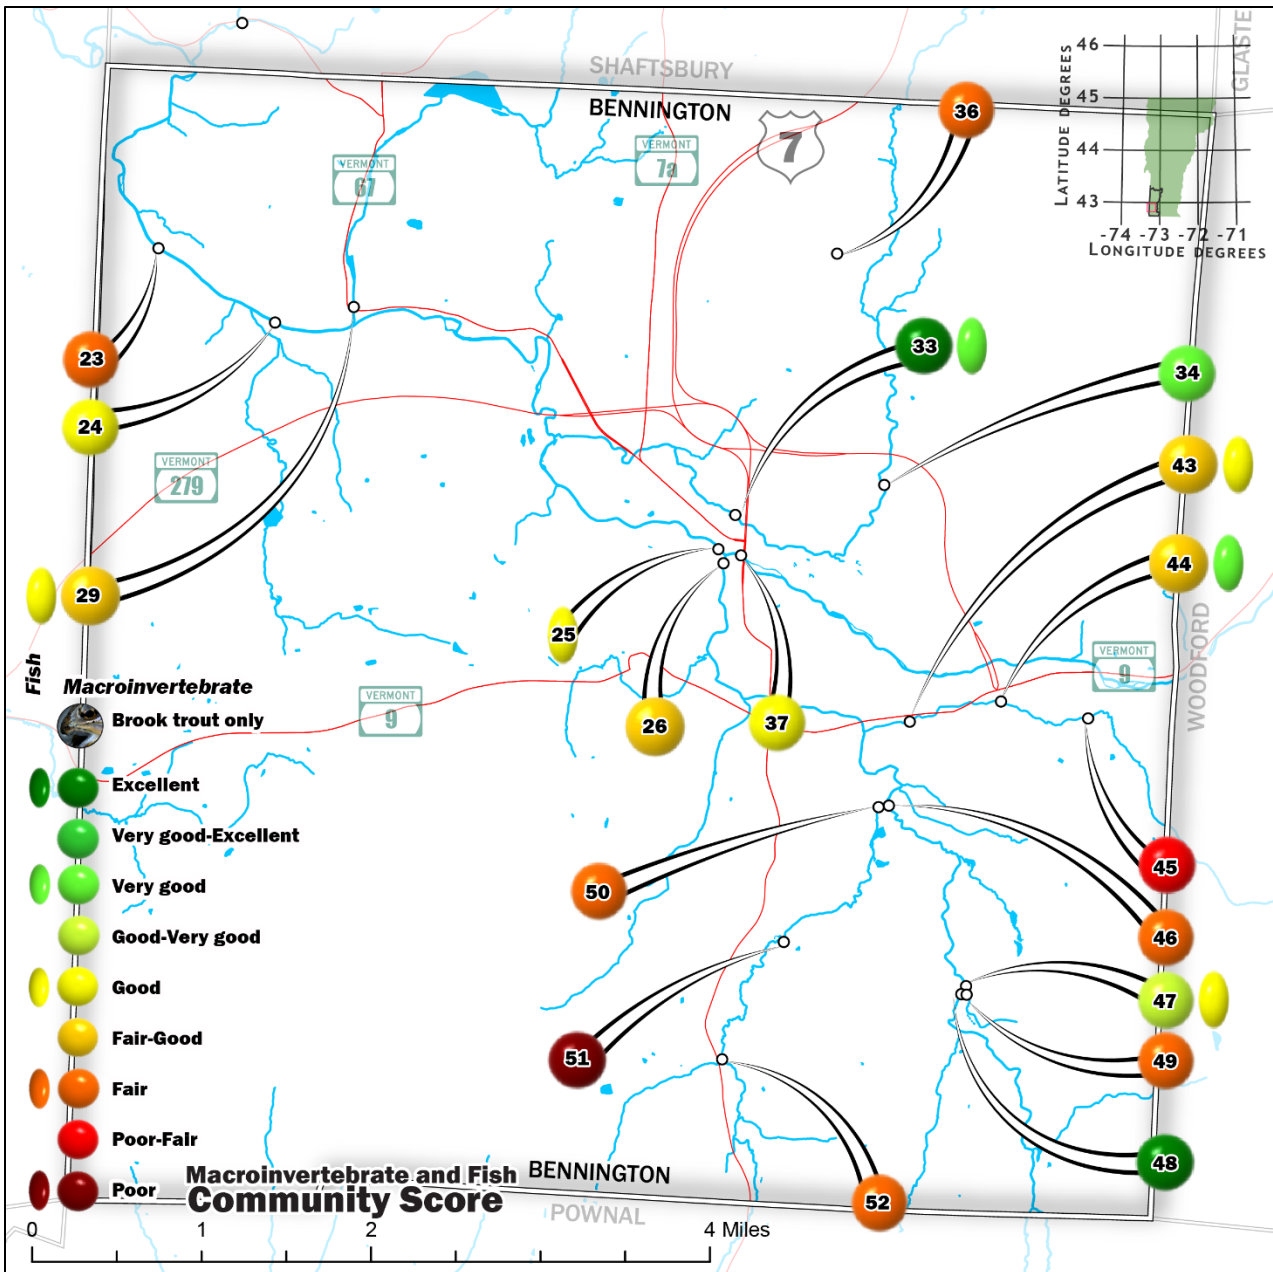 SHAFTSBURY
BENNINGTON
GLASTE
VERMONT
67
VERMONT
7a
7
36
LATITUDE DEGREES
46
45
44
43
-74 -73 -72 -71
LONGITUDE DEGREES
23
24
33
34
43
VERMONT
279
44
29
25
26
37
WOODFORD
VERMONT
9
VERMONT
9
Fish
Macroinvertebrate
Brook trout only
Excellent
Very good-Excellent
Very good
Good-Very good
Good
Fair-Good
Fair
Poor-Fair
Poor
45
50
46
47
51
49
48
52
Macroinvertebrate and Fish
Community Score
BENNINGTON
POWNAL
0 1 2 4 Miles